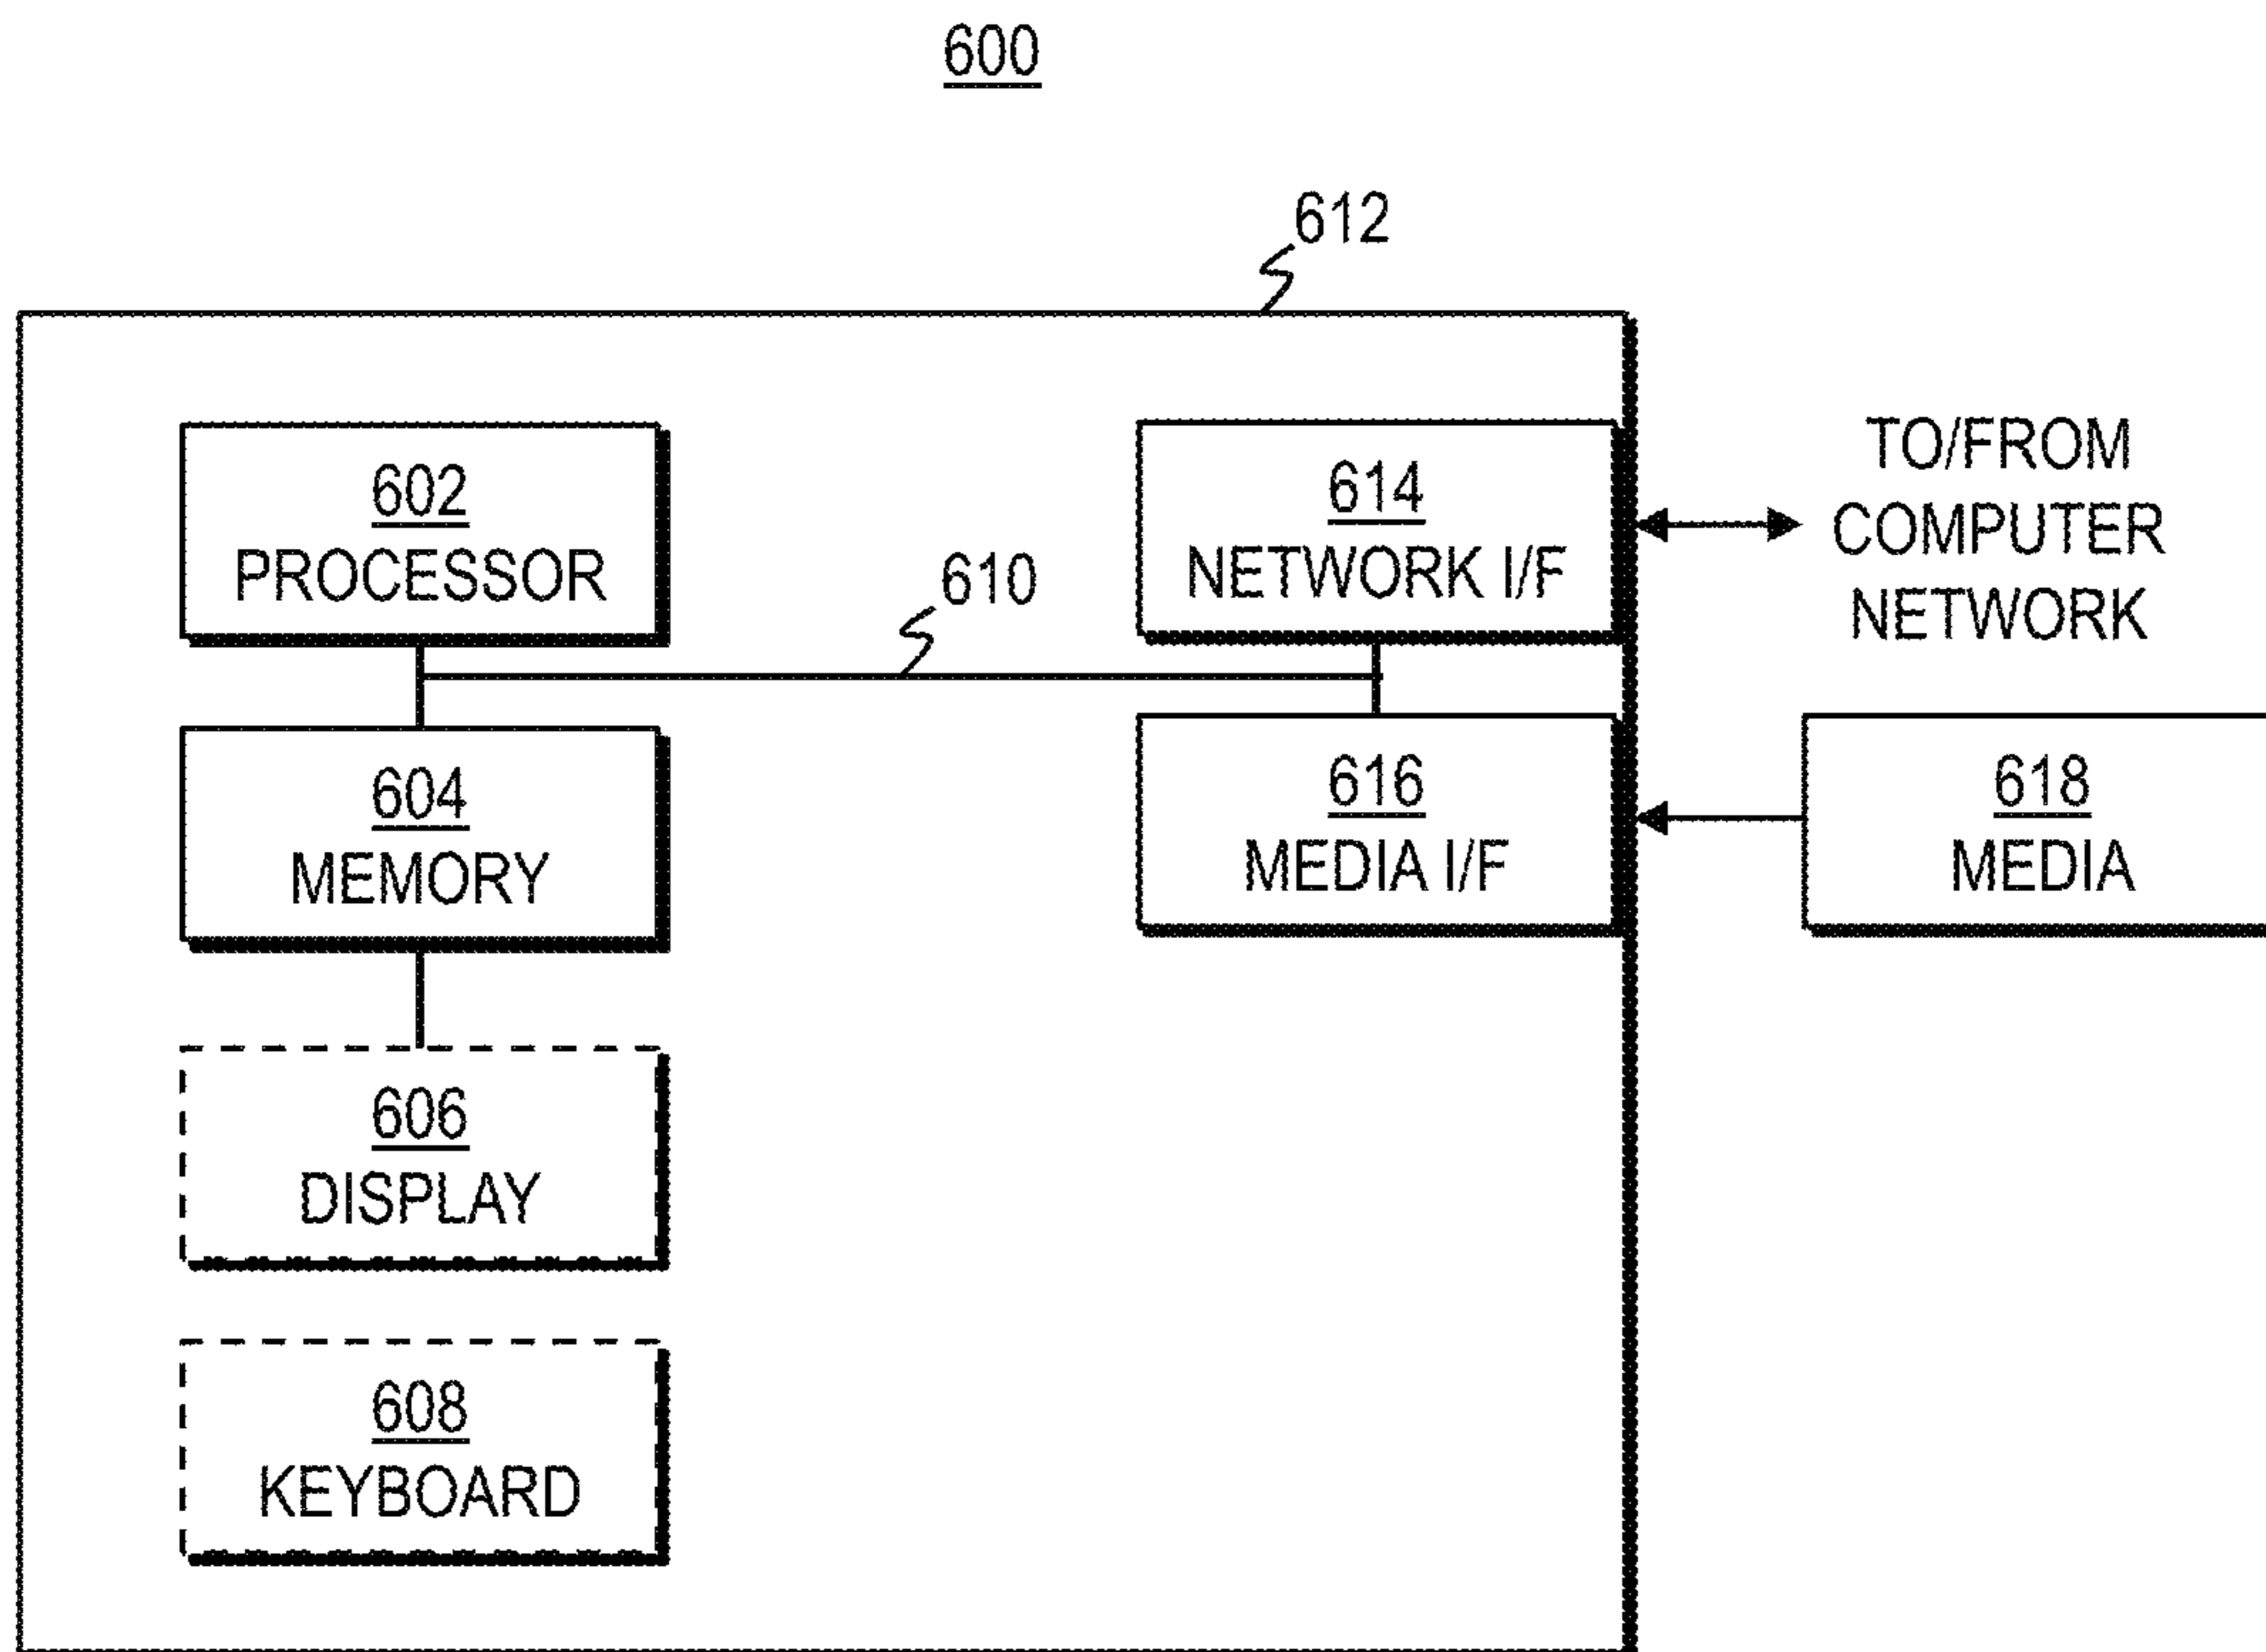 600
612
602
PROCESSOR
614
NETWORK I/F
TO/FROM
COMPUTER
NETWORK
610
604
MEMORY
616
MEDIA I/F
618
MEDIA
606
DISPLAY
608
KEYBOARD